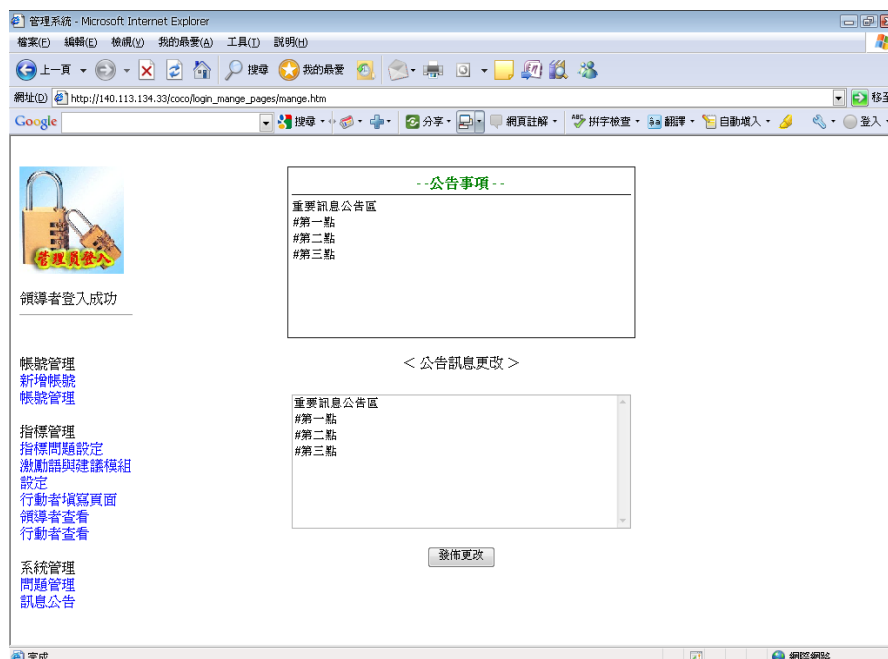 管理系統 - Microsoft Internet Explorer
檔案(F) 編輯(E) 檢視(V) 我的最愛(A) 工具(T) 說明(H)
上一頁 搜尋 我的最愛
網址(D) http://140.113.134.33/coco/login_mange_pages/mange.htm 移至
Google 搜尋 分享 網頁註解 拼字檢查 翻譯 自動填入 登入
--公告事項--
重要訊息公告區
#第一點
#第二點
#第三點
管理員登入
領導者登入成功
帳號管理
新增帳號
帳號管理
指標管理
指標問題設定
激勵語與建議模組
設定
行動者填寫頁面
領導者查看
行動者查看
系統管理
問題管理
訊息公告
＜公告訊息更改＞
重要訊息公告區
#第一點
#第二點
#第三點
發佈更改
完成 網際網路